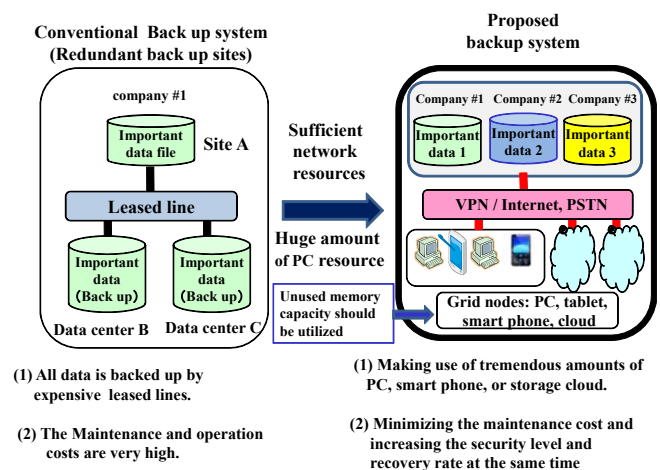 Conventional Back up system
(Redundant back up sites)
company #1
Important
data file
Site A
Leased line
Important
data
(Back up)
Important
data
(Back up)
Data center B
Data center C
Sufficient
network
resources
Huge amount
of PC resource
Unused memory
capacity should
be utilized
Proposed
backup system
Company #1
Company #2
Company #3
Important
data 1
Important
data 2
Important
data 3
VPN / Internet, PSTN
Grid nodes: PC, tablet,
smart phone, cloud
(1) All data is backed up by
expensive leased lines.
(2) The Maintenance and operation
costs are very high.
(1) Making use of tremendous amounts of
PC, smart phone, or storage cloud.
(2) Minimizing the maintenance cost and
increasing the security level and
recovery rate at the same time